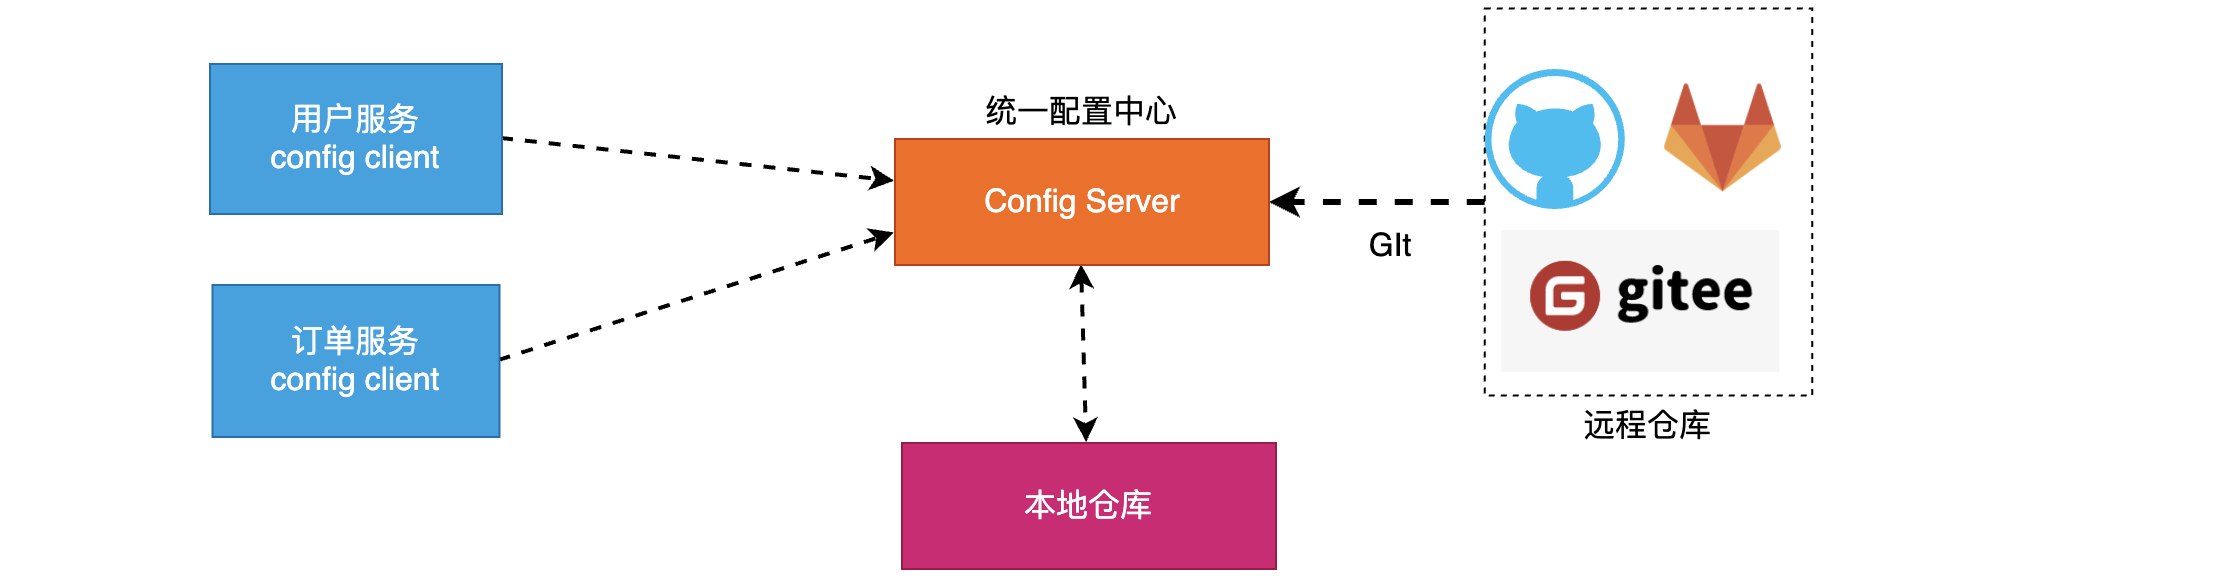 用户服务
config client
订单服务
config client
统一配置中心
Config Server
本地仓库
GIt
gitee
远程仓库